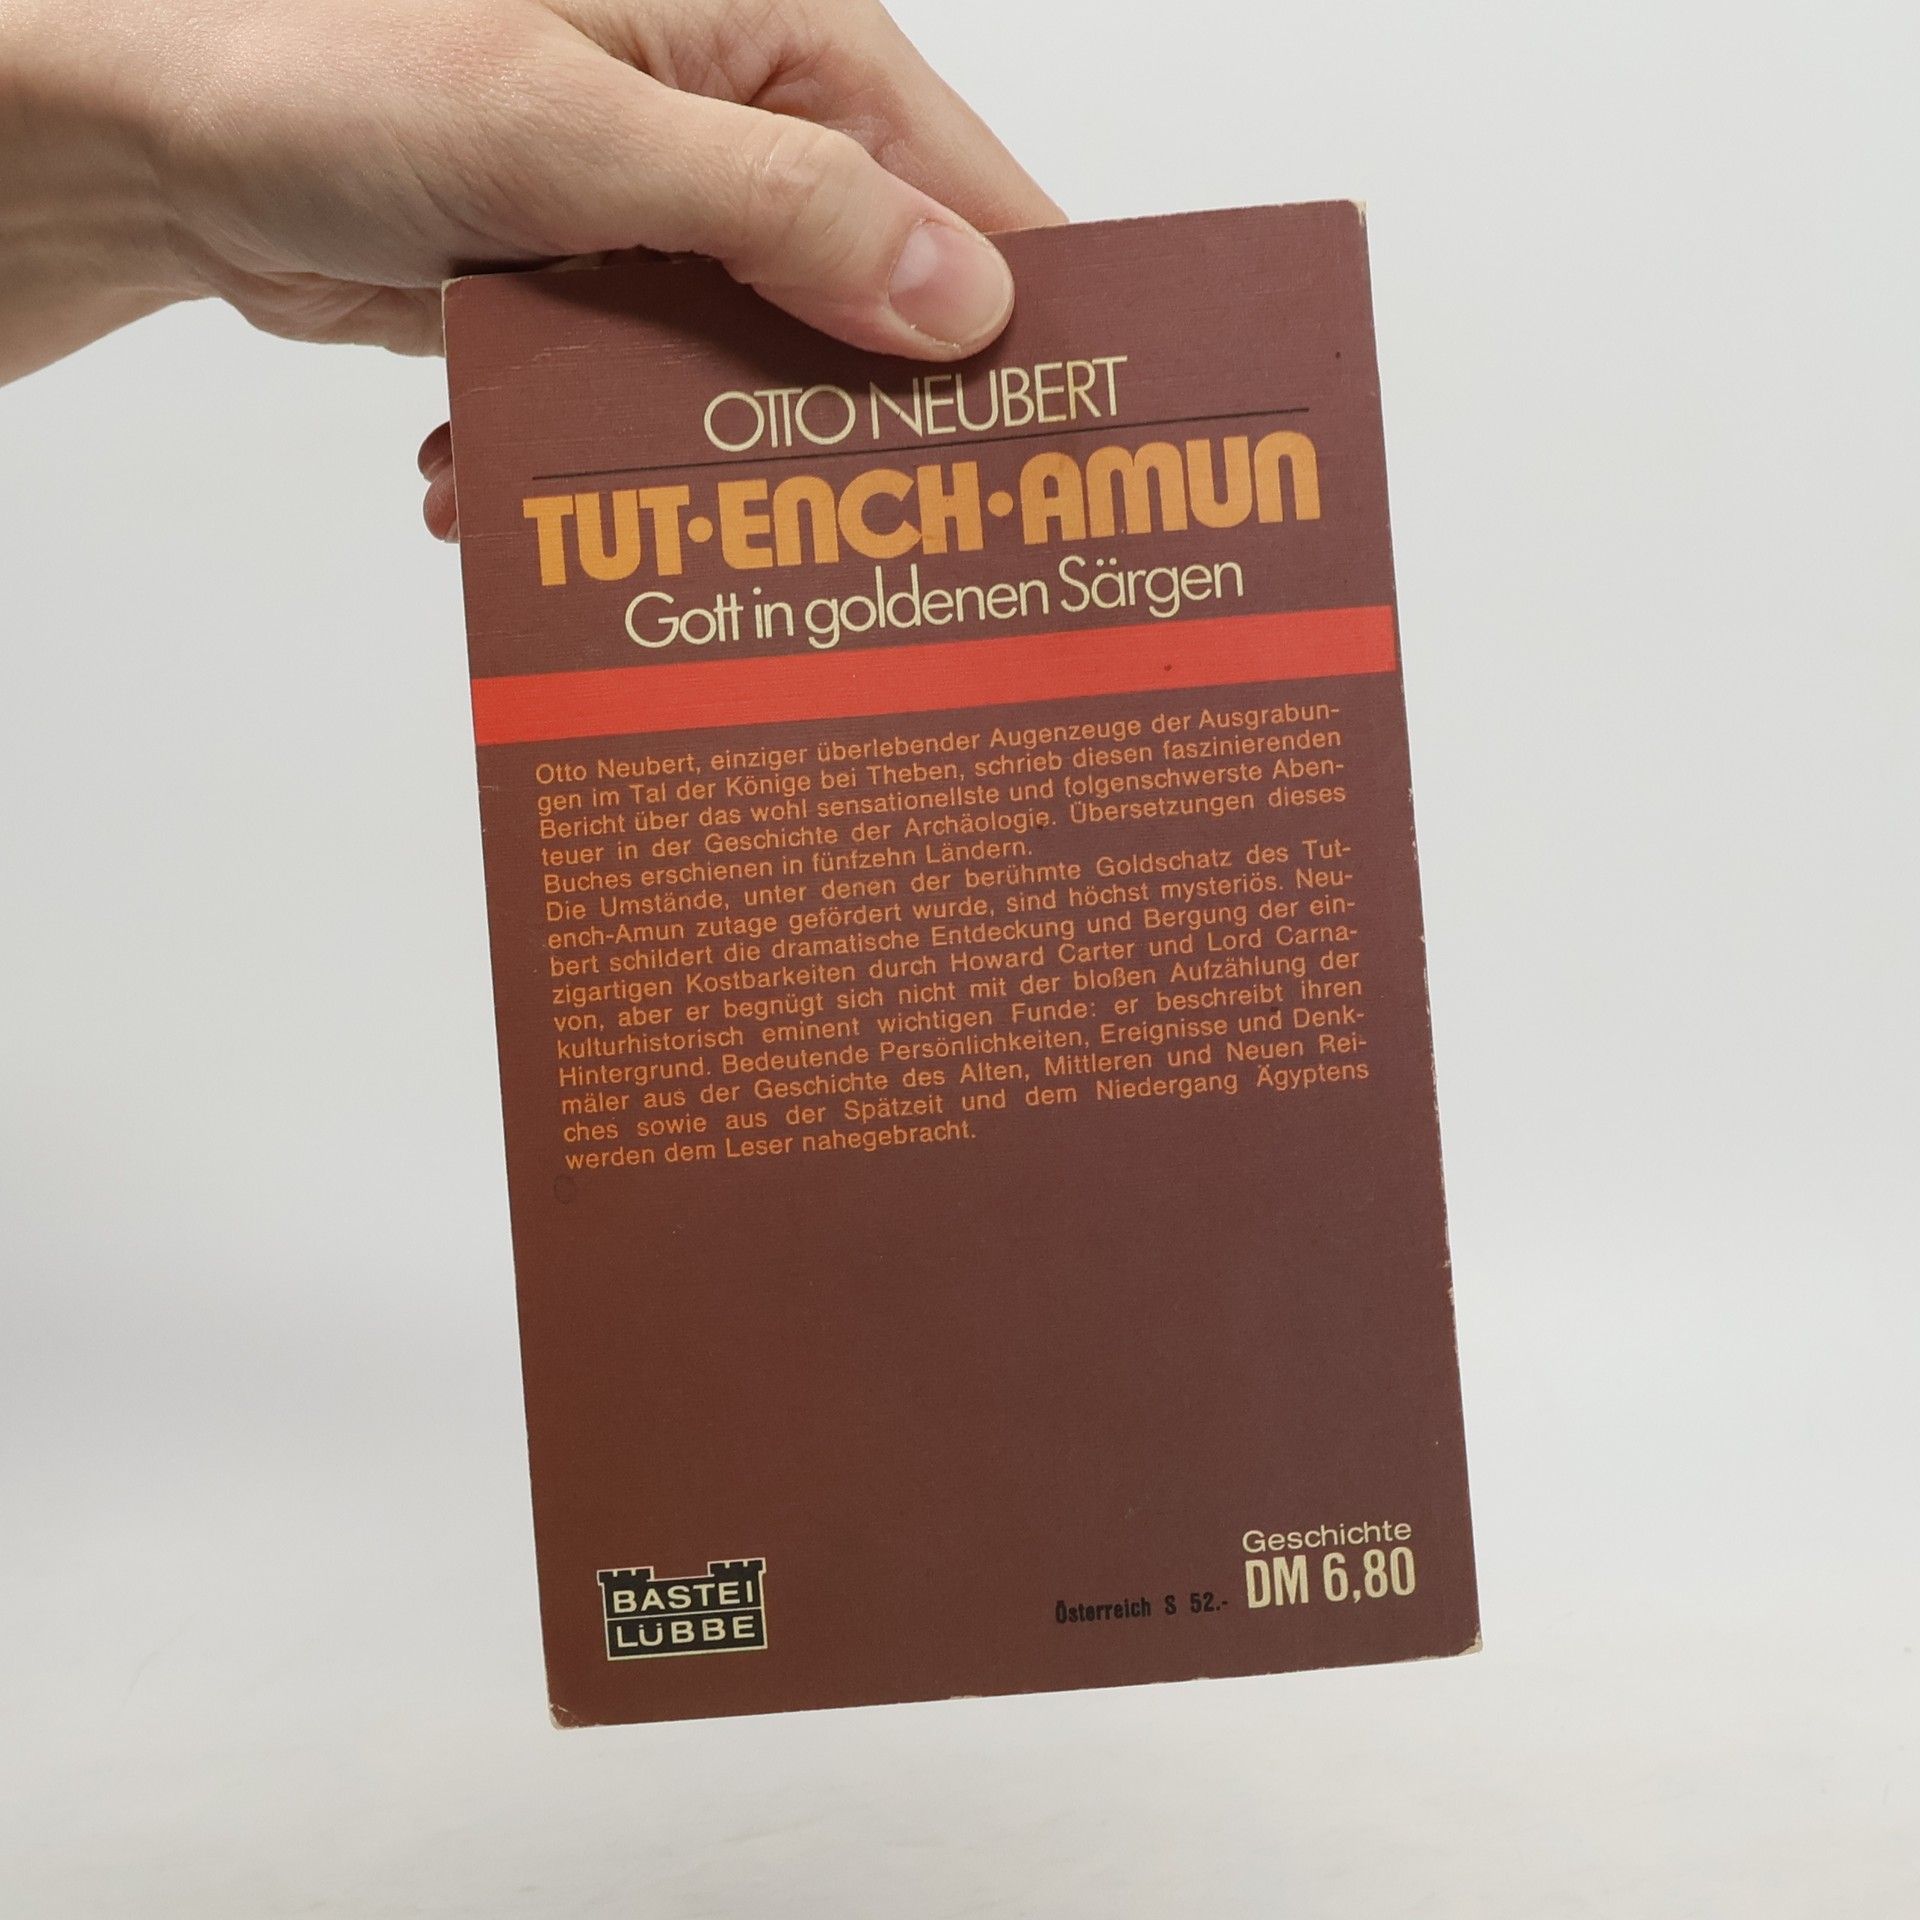 OTTO NEUBERT
TUT·ENCH·AMUN
Gott in goldenen Särgen
Otto Neubert, einziger überlebender Augenzeuge der Ausgrabun-
gen im Tal der Könige bei Theben, schrieb diesen faszinierenden
Bericht über das wohl sensationellste und folgenschwerste Aben-
teuer in der Geschichte der Archäologie. Übersetzungen dieses
Buches erschienen in fünfzehn Ländern.
Die Umstände, unter denen der berühmte Goldschatz des Tut-
ench-Amun zutage gefördert wurde, sind höchst mysteriös. Neu-
bert schildert die dramatische Entdeckung und Bergung der ein-
zigartigen Kostbarkeiten durch Howard Carter und Lord Carna-
von, aber er begnügt sich nicht mit der bloßen Aufzählung der
kulturhistorisch eminent wichtigen Funde: er beschreibt ihren
Hintergrund. Bedeutende Persönlichkeiten, Ereignisse und Denk-
mäler aus der Geschichte des Alten, Mittleren und Neuen Rei-
ches sowie aus der Spätzeit und dem Niedergang Ägyptens
werden dem Leser nahegebracht.
Geschichte
DM 6,80
Österreich S 52.-
BASTEI
LÜBBE